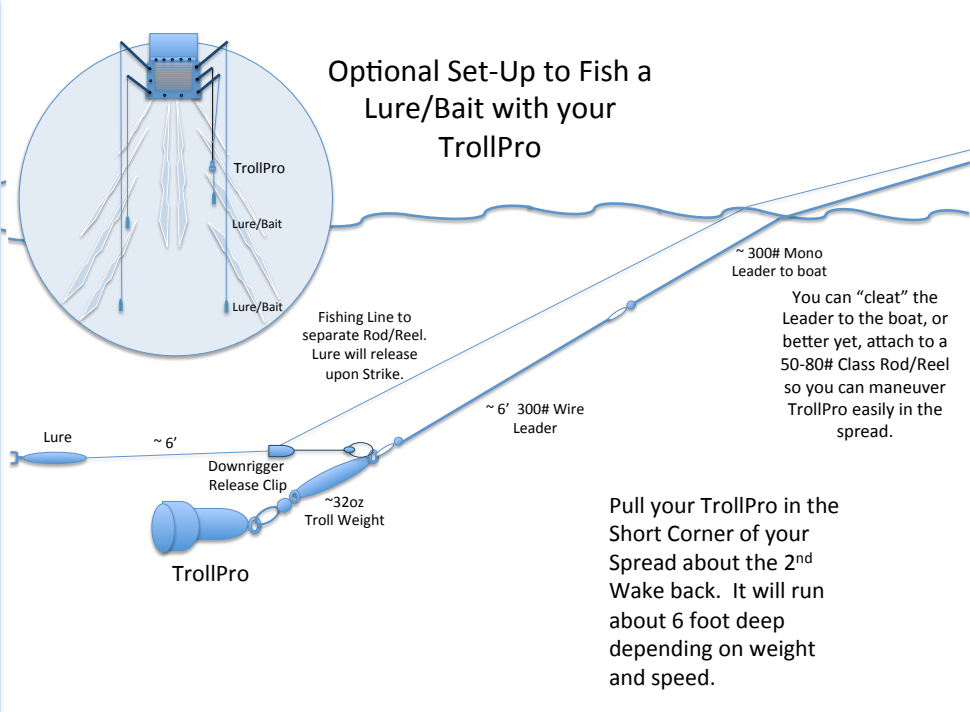 Optional Set-Up to Fish a
Lure/Bait with your
TrollPro
TrollPro
Lure/Bait
Lure/Bait
~ 300# Mono
Leader to boat
You can “cleat” the
Leader to the boat, or
better yet, attach to a
50-80# Class Rod/Reel
so you can maneuver
TrollPro easily in the
spread.
Fishing Line to
separate Rod/Reel.
Lure will release
upon Strike.
~ 6’ 300# Wire
Leader
Lure
~ 6’
Downrigger
Release Clip
~32oz
Troll Weight
TrollPro
Pull your TrollPro in the
Short Corner of your
Spread about the 2nd
Wake back.  It will run
about 6 foot deep
depending on weight
and speed.